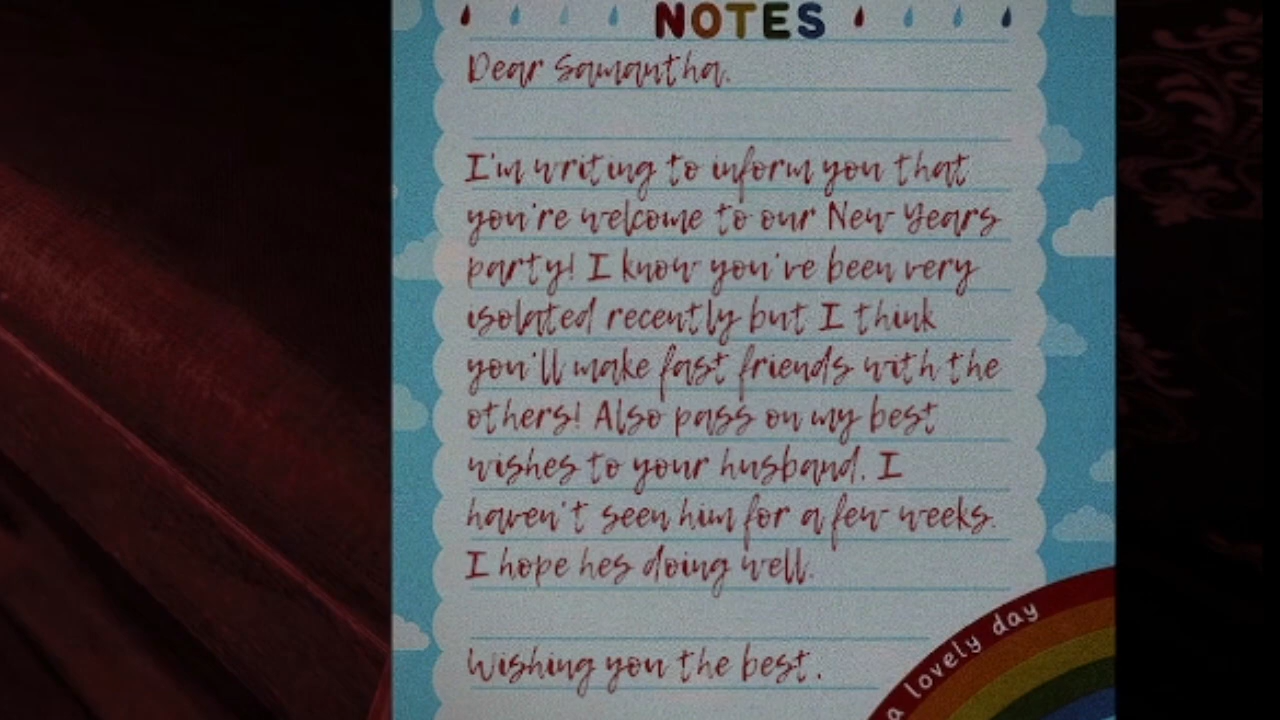 NOTES
Dear Samantha.
I'm writing to inform you that
you're welcome to our New Years
party! I know you've been very
isolated recently but I think
you'll make fast friends with the
others! Also pass on my best
wishes to your husband. I
haven't seen him for a few weeks.
I hope hes doing well.
Wishing you the best.
a lovely day